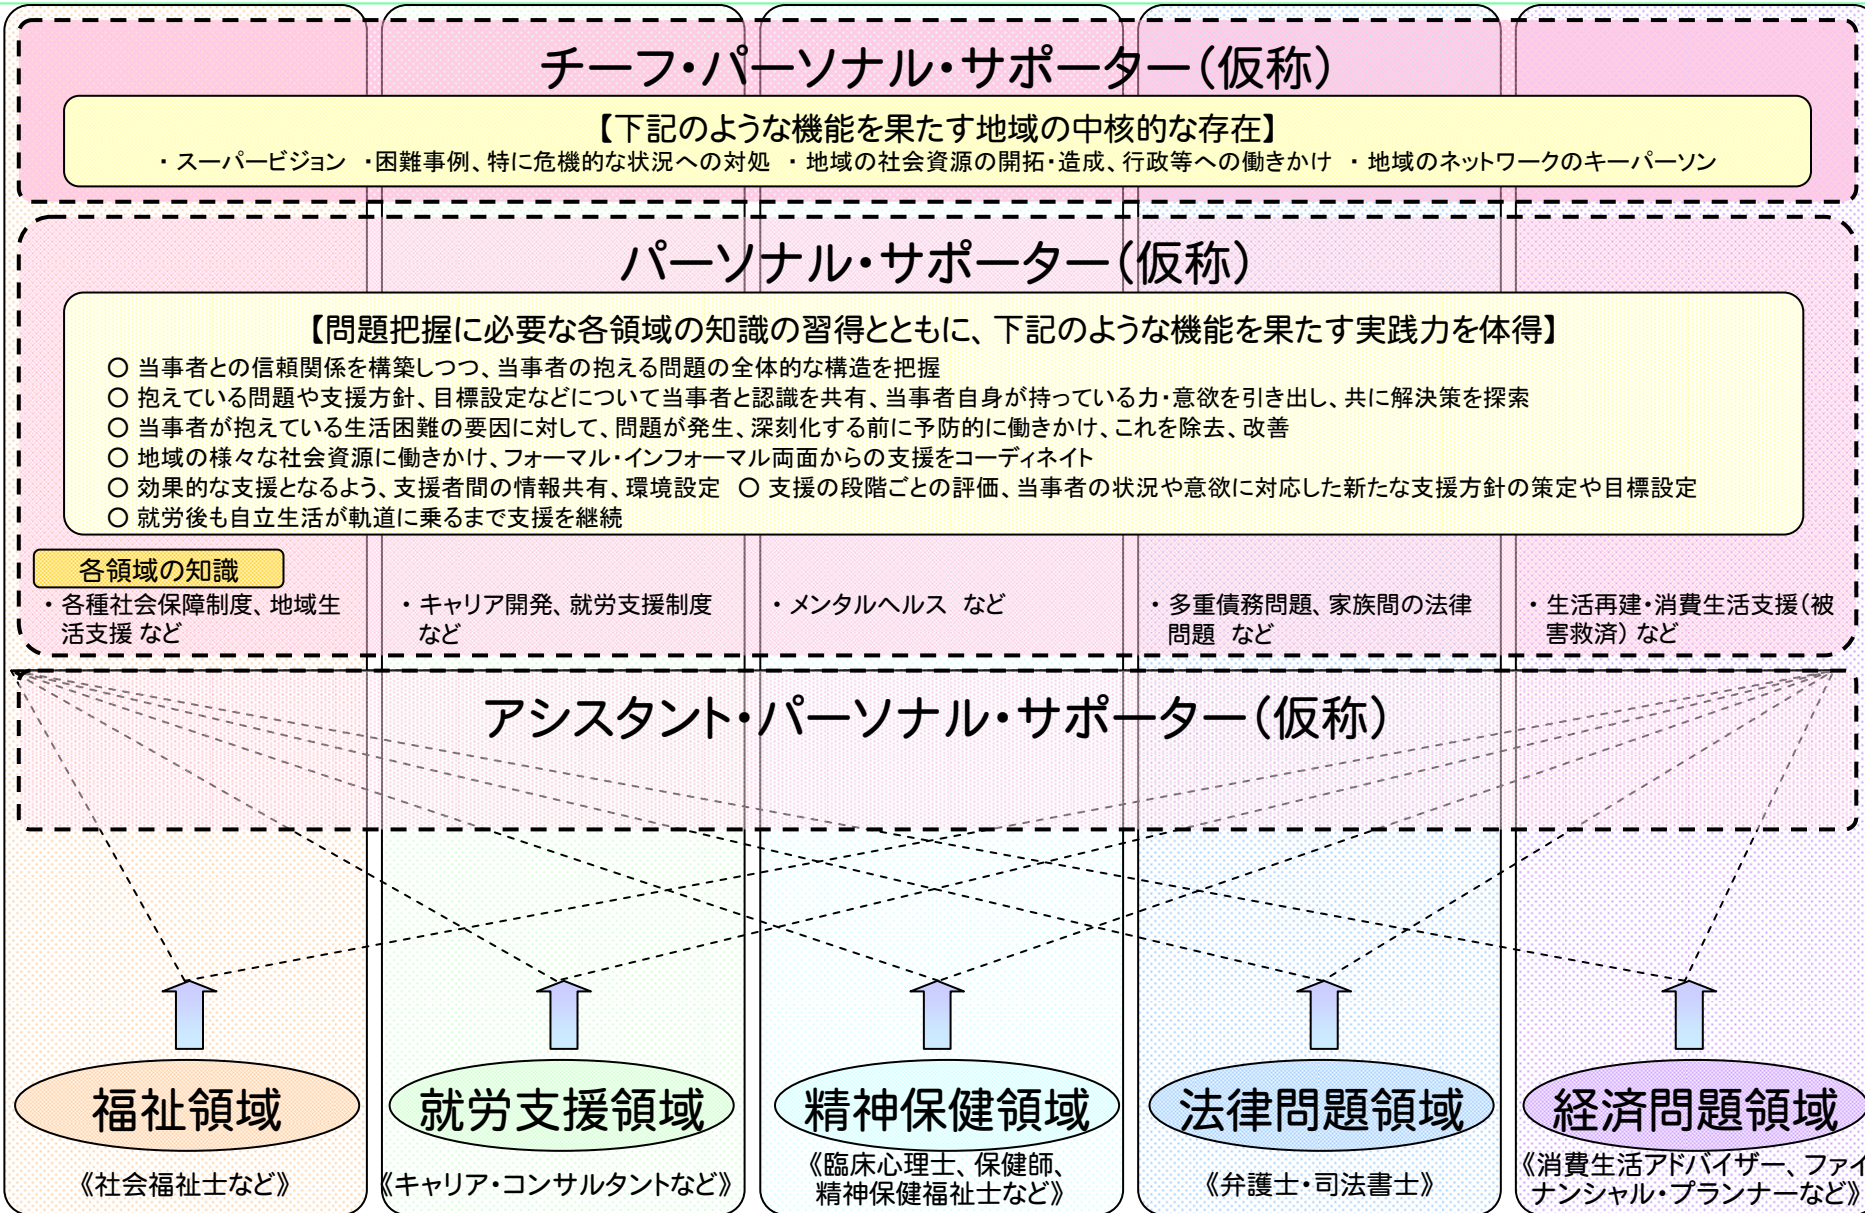 チーフ・パーソナル・サポーター(仮称)
【下記のような機能を果たす地域の中核的な存在】
・ スーパービジョン ・困難事例、特に危機的な状況への対処 ・ 地域の社会資源の開拓・造成、行政等への働きかけ ・ 地域のネットワークのキーパーソン
パーソナル・サポーター(仮称)
【問題把握に必要な各領域の知識の習得とともに、下記のような機能を果たす実践力を体得】
○ 当事者との信頼関係を構築しつつ、当事者の抱える問題の全体的な構造を把握
○ 抱えている問題や支援方針、目標設定などについて当事者と認識を共有、当事者自身が持っている力・意欲を引き出し、共に解決策を探索
○ 当事者が抱えている生活困難の要因に対して、問題が発生、深刻化する前に予防的に働きかけ、これを除去、改善
○ 地域の様々な社会資源に働きかけ、フォーマル・インフォーマル両面からの支援をコーディネイト
○ 効果的な支援となるよう、支援者間の情報共有、環境設定 ○ 支援の段階ごとの評価、当事者の状況や意欲に対応した新たな支援方針の策定や目標設定
○ 就労後も自立生活が軌道に乗るまで支援を継続
各領域の知識
・ 各種社会保障制度、地域生
活支援 など
・ キャリア開発、就労支援制度
など
・ メンタルヘルス など
・ 多重債務問題、家族間の法律
問題 など
・ 生活再建・消費生活支援(被
害救済) など
アシスタント・パーソナル・サポーター(仮称)
福祉領域
就労支援領域
精神保健領域
法律問題領域
経済問題領域
《社会福祉士など》
《キャリア・コンサルタントなど》
《臨床心理士、保健師、
精神保健福祉士など》
《弁護士・司法書士》
《消費生活アドバイザー、ファイ
ナンシャル・プランナーなど》